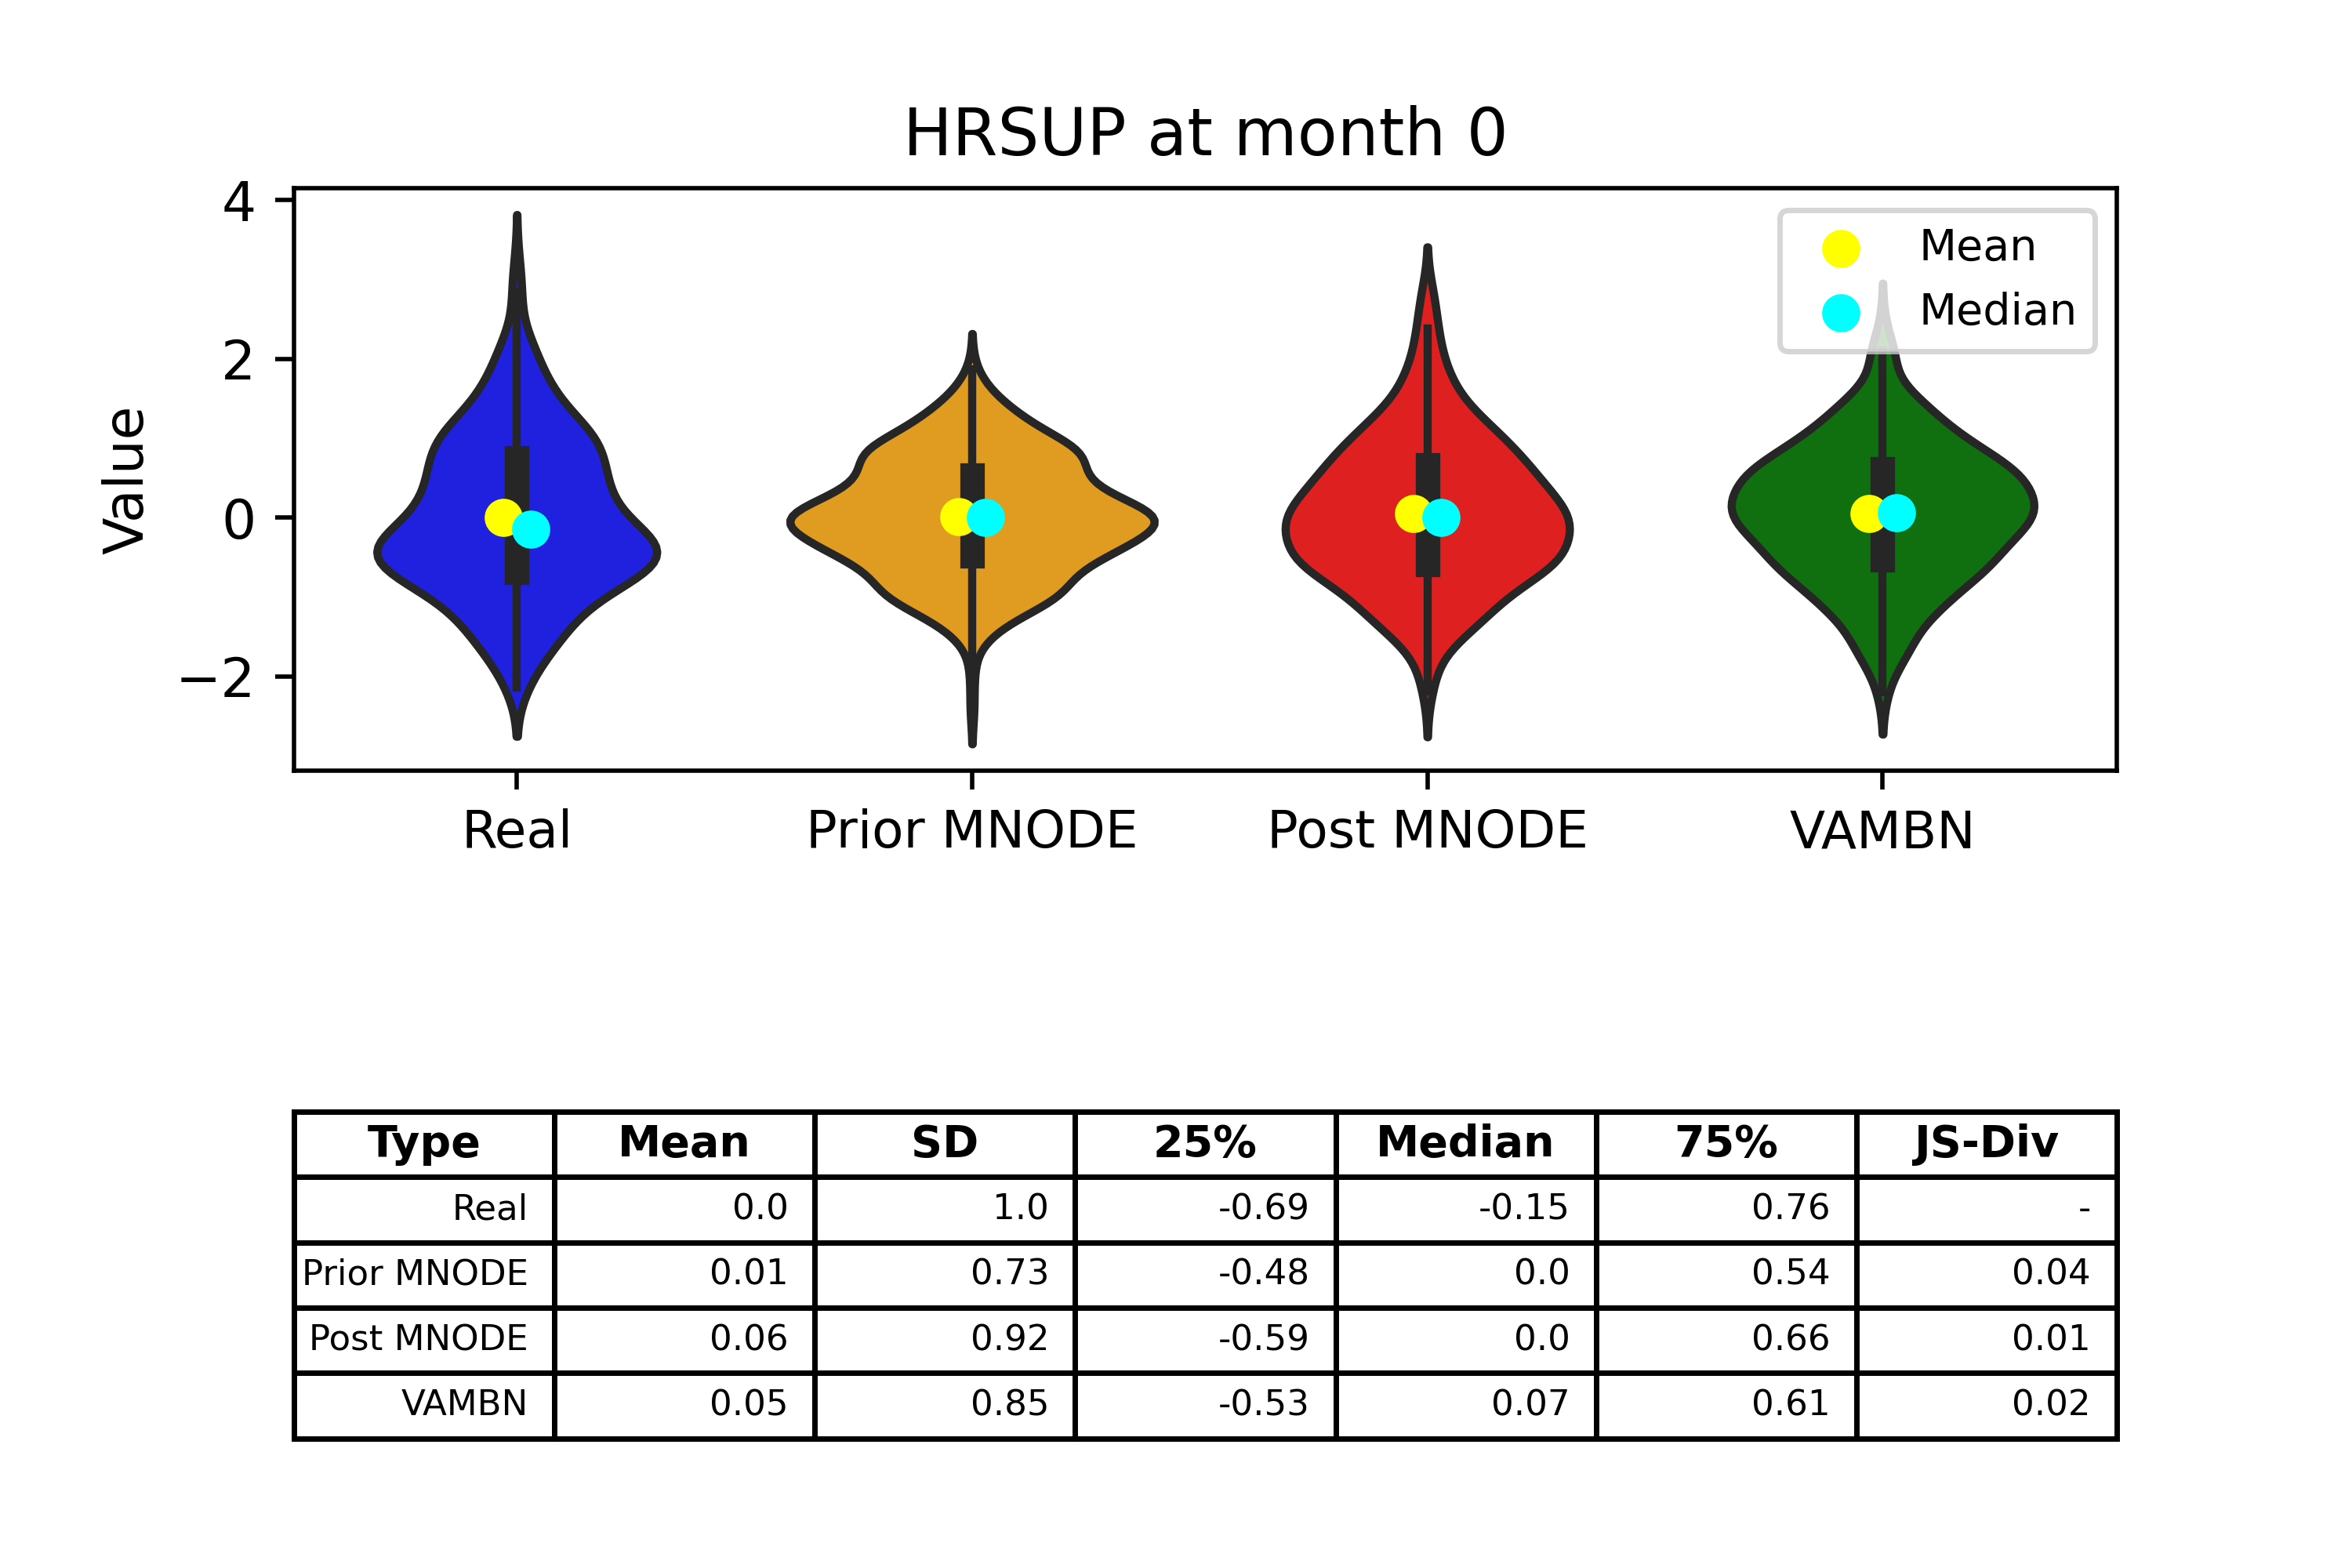 HRSUP at month 0
4
2
0
−2
Value
Mean
Median
Real Prior MNODE Post MNODE VAMBN
Type Mean SD 25% Median 75% JS-Div
Real 0.0 1.0 -0.69 -0.15 0.76 -
Prior MNODE 0.01 0.73 -0.48 0.0 0.54 0.04
Post MNODE 0.06 0.92 -0.59 0.0 0.66 0.01
VAMBN 0.05 0.85 -0.53 0.07 0.61 0.02